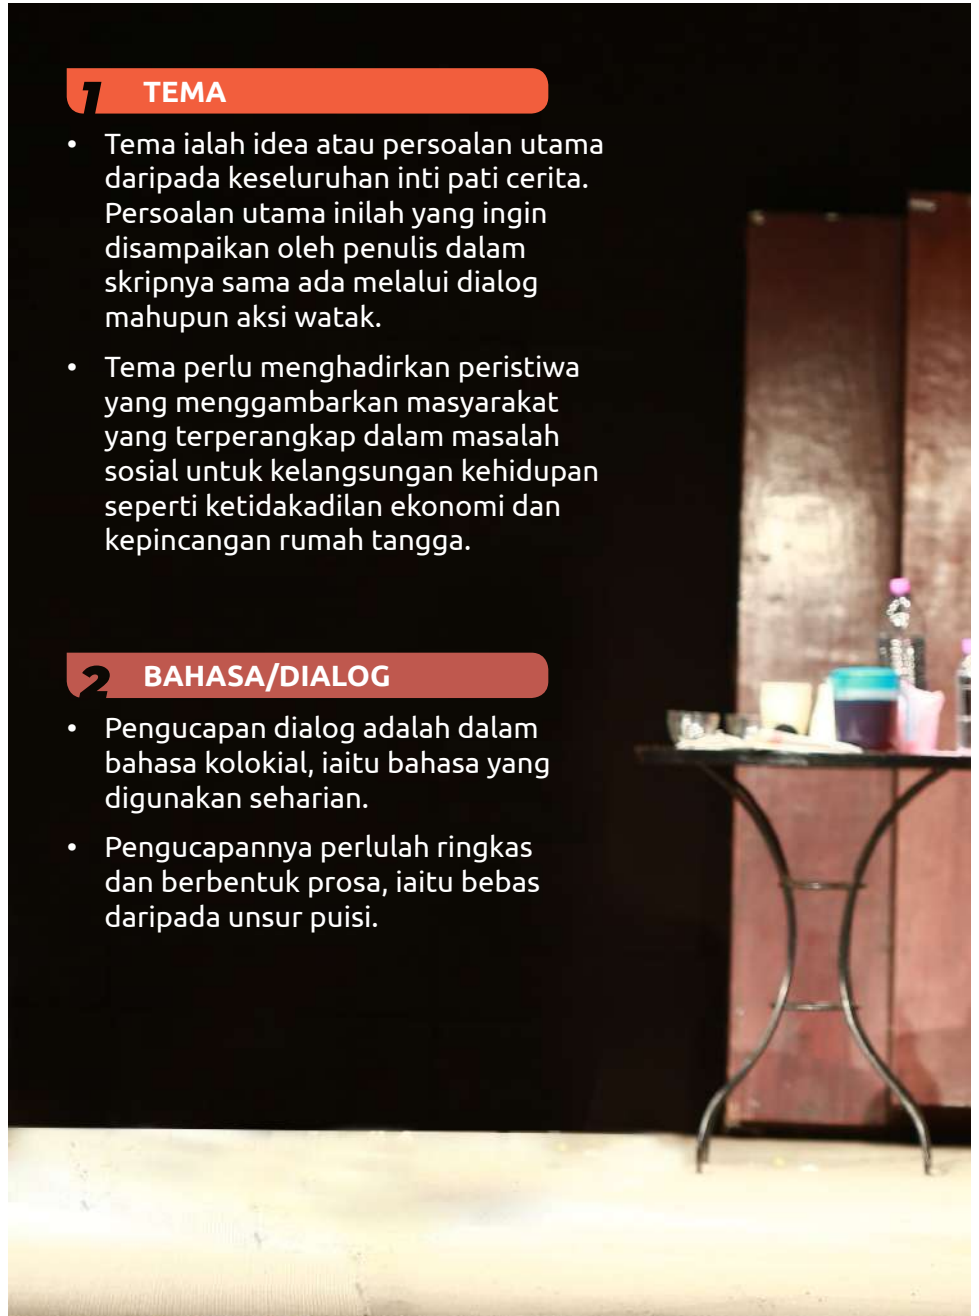 1 TEMA
• Tema ialah idea atau persoalan utama
daripada keseluruhan inti pati cerita.
Persoalan utama inilah yang ingin
disampaikan oleh penulis dalam
skripnya sama ada melalui dialog
mahupun aksi watak.
• Tema perlu menghadirkan peristiwa
yang menggambarkan masyarakat
yang terperangkap dalam masalah
sosial untuk kelangsungan kehidupan
seperti ketidakadilan ekonomi dan
kepincangan rumah tangga.
2 BAHASA/DIALOG
• Pengucapan dialog adalah dalam
bahasa kolokial, iaitu bahasa yang
digunakan seharian.
• Pengucapannya perlulah ringkas
dan berbentuk prosa, iaitu bebas
daripada unsur puisi.